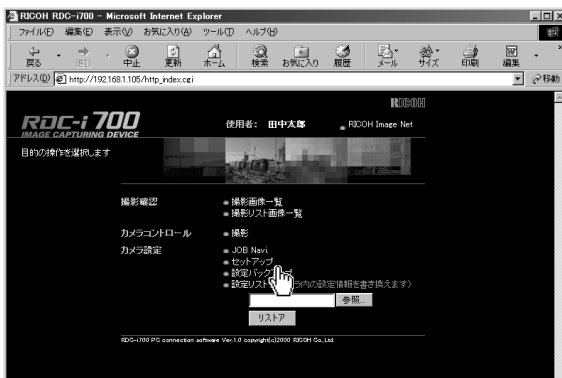 RICOH RDC-i700 - Microsoft Internet Explorer
ファイル(F) 編集(E) 表示(V) お気に入り(A) ツール(T) ヘルプ(H)
戻る 進む 中止 更新 ホーム 検索 お気に入り 履歴 メール サイズ 印刷 編集
アドレス(D) http://192.168.1.105/http_index.cgi 移動
RICOH
RDC-i 700
IMAGE CAPTURING DEVICE
使用者: 田中太郎 RICOH Image Net
目的の操作を選択します
撮影確認 撮影画像一覧
撮影リスト画像一覧
カメラコントロール 撮影
カメラ設定 JOB Navi
セットアップ
設定バック プ
設定リスト ラ内の設定情報を書き換えます)
参照...
リストア
RDC-i700 PC connection software Ver.1.0 copyright(c)2000 RICOH Co.,Ltd.